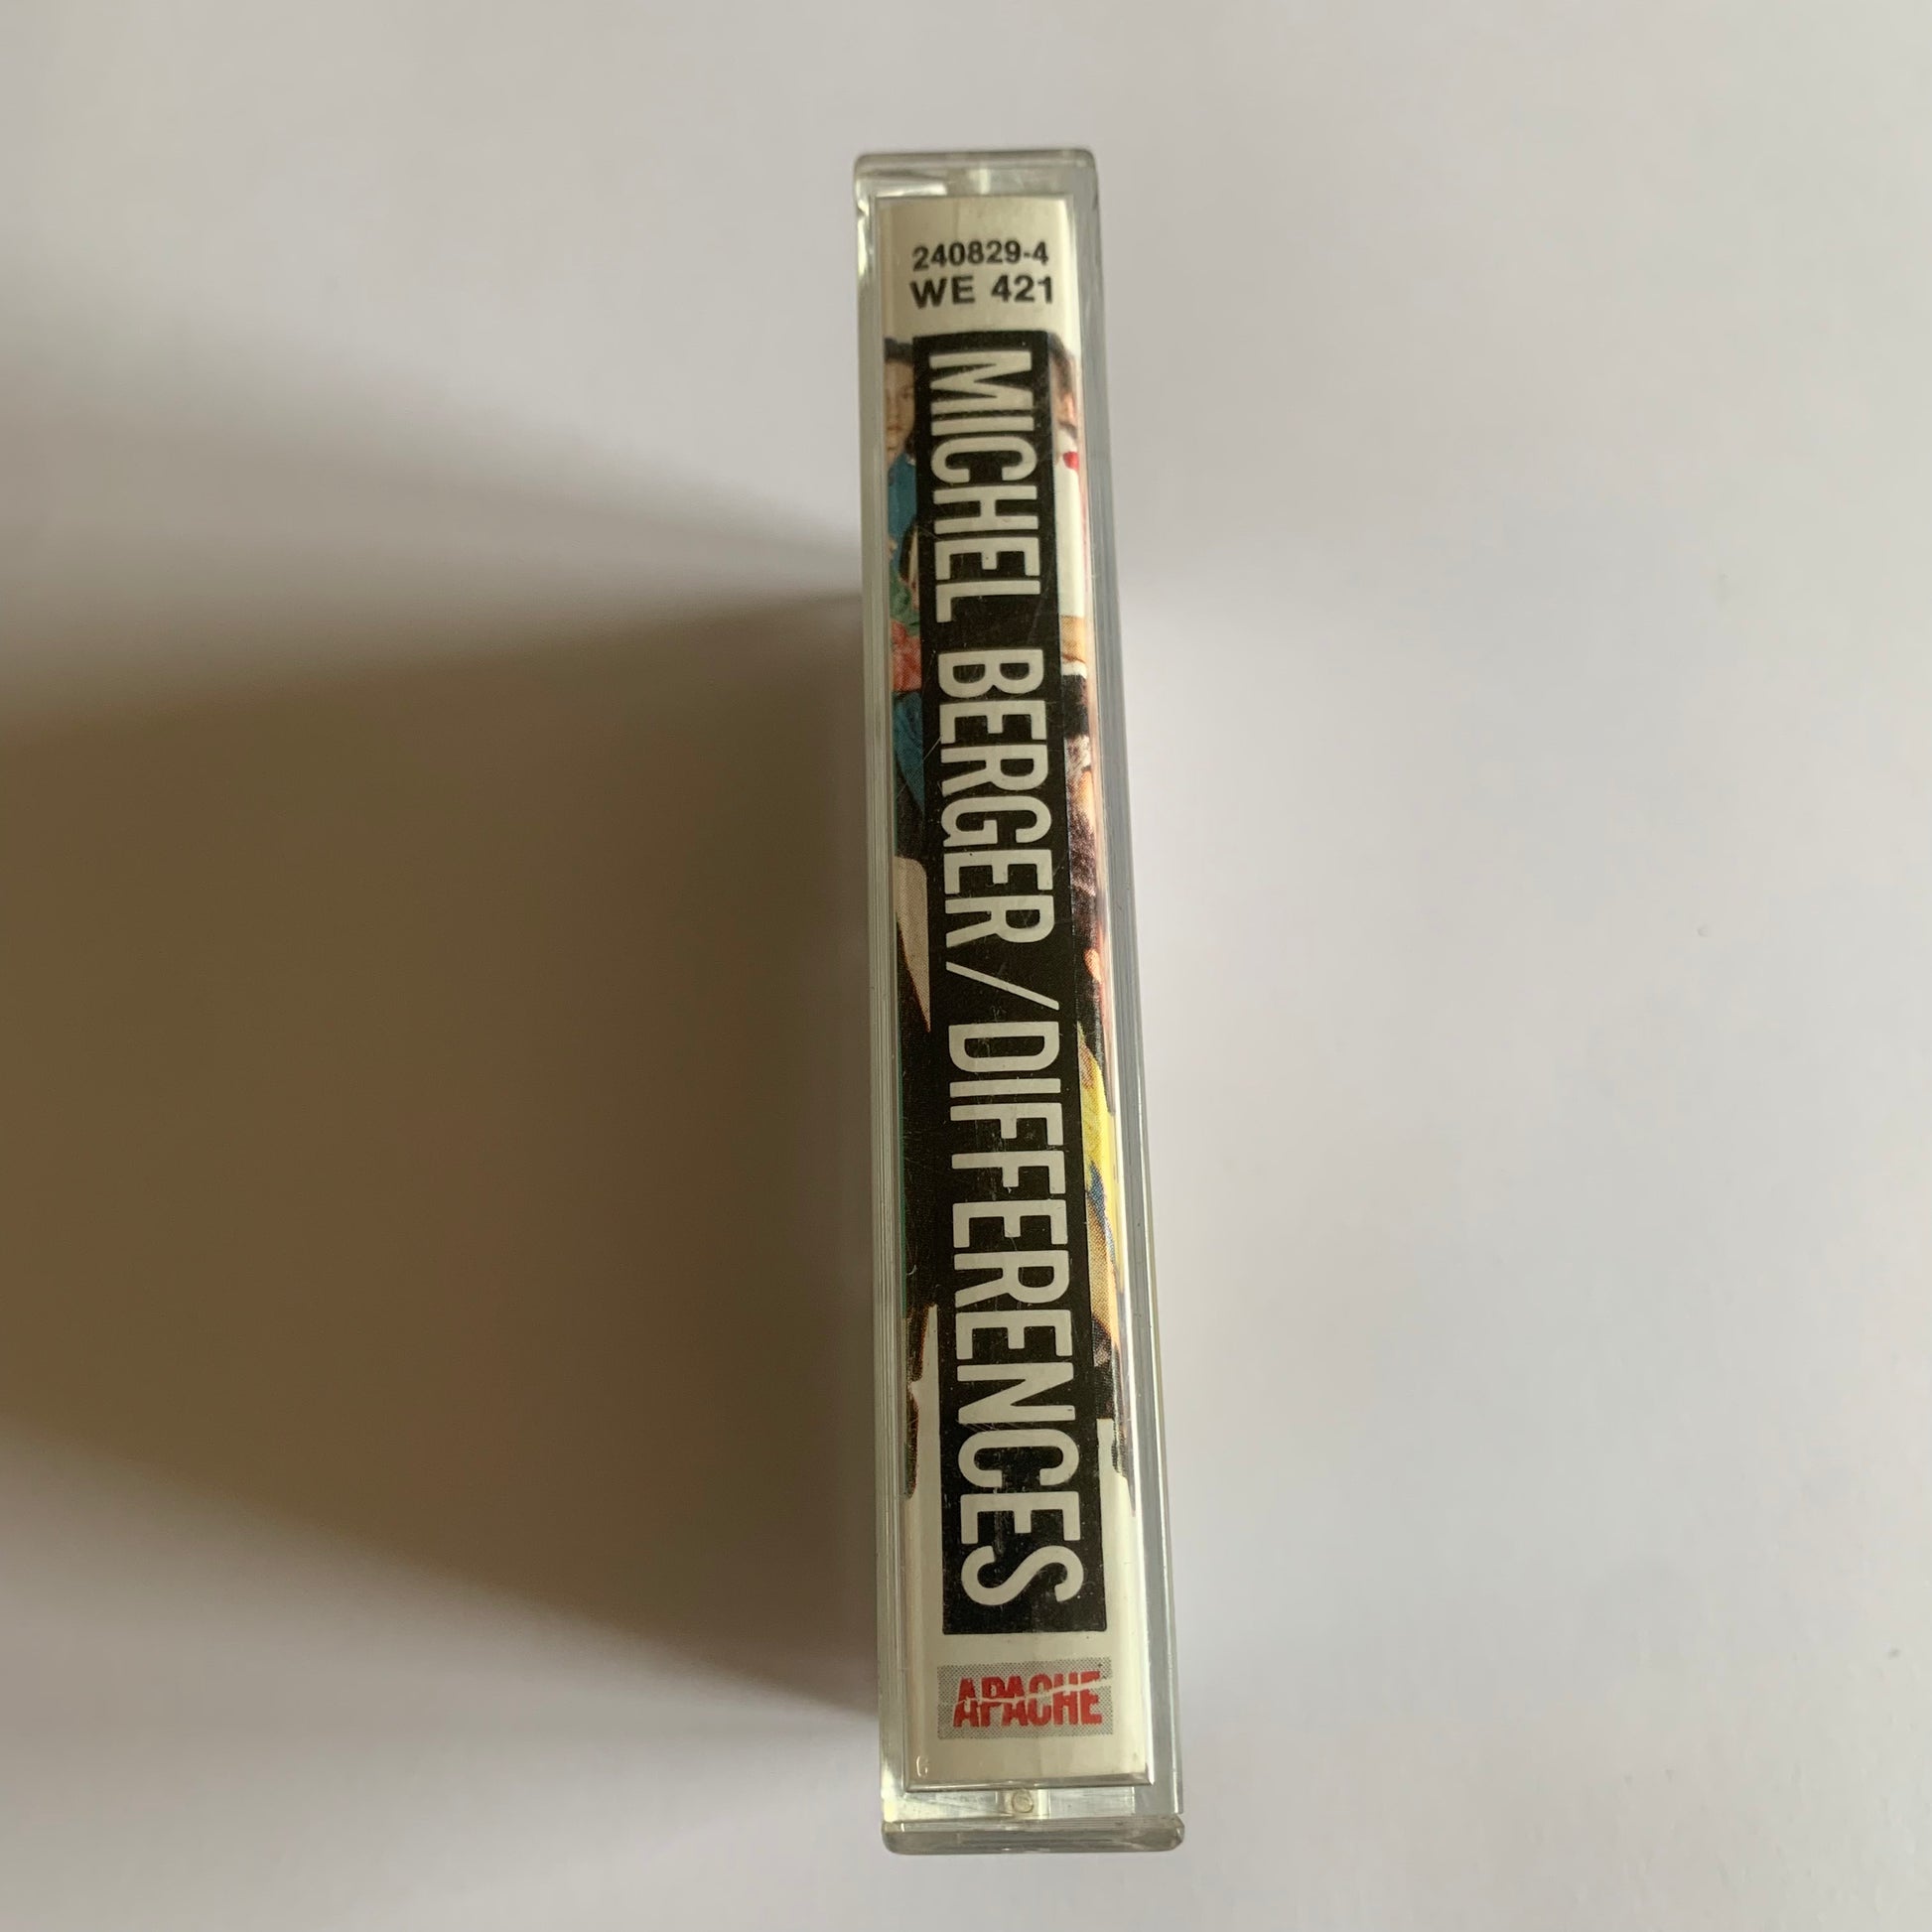 240829-4
WE 421
MICHEL BERGER / DIFFERENCES
APACHE